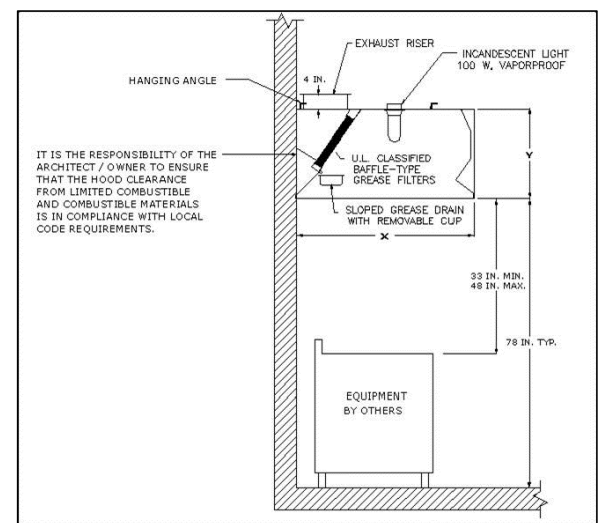 EXHAUST RISER
INCANDESCENT LIGHT
100 W. VAPORPROOF
4 IN.
HANGING ANGLE
IT IS THE RESPONSIBILITY OF THE
ARCHITECT / OWNER TO ENSURE
THAT THE HOOD CLEARANCE
FROM LIMITED COMBUSTIBLE
AND COMBUSTIBLE MATERIALS
IS IN COMPLIANCE WITH LOCAL
CODE REQUIREMENTS.
U.L. CLASSIFIED
BAFFLE-TYPE
GREASE FILTERS
Y
SLOPED GREASE DRAIN
WITH REMOVABLE CUP
X
33 IN. MIN.
48 IN. MAX.
78 IN. TYP.
EQUIPMENT
BY OTHERS